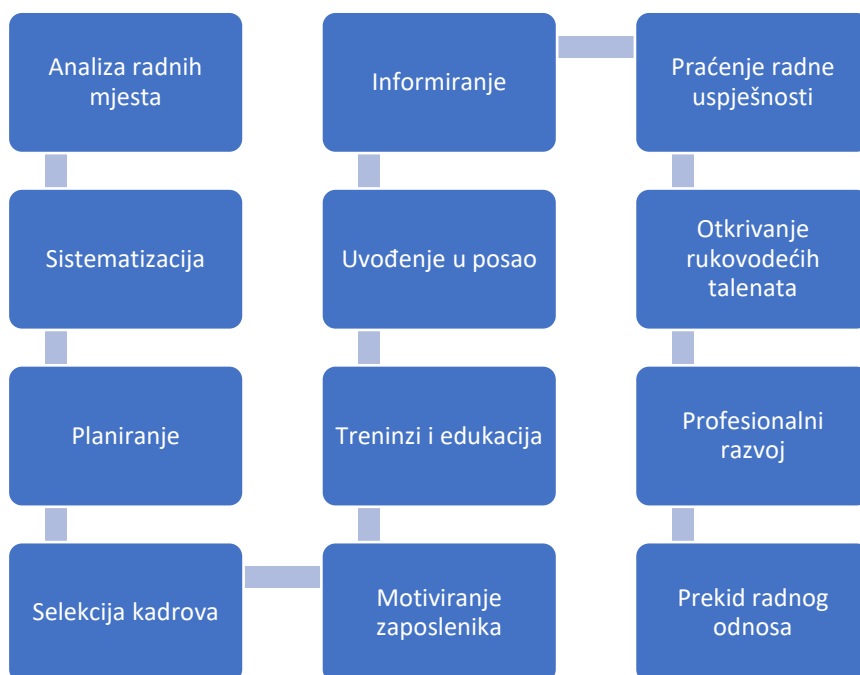 Analiza radnih
mjesta
Sistematizacija
Planiranje
Selekcija kadrova
Motiviranje
zaposlenika
Treninzi i edukacija
Uvođenje u posao
Informiranje
Praćenje radne
uspješnosti
Otkrivanje
rukovodećih
talenata
Profesionalni
razvoj
Prekid radnog
odnosa